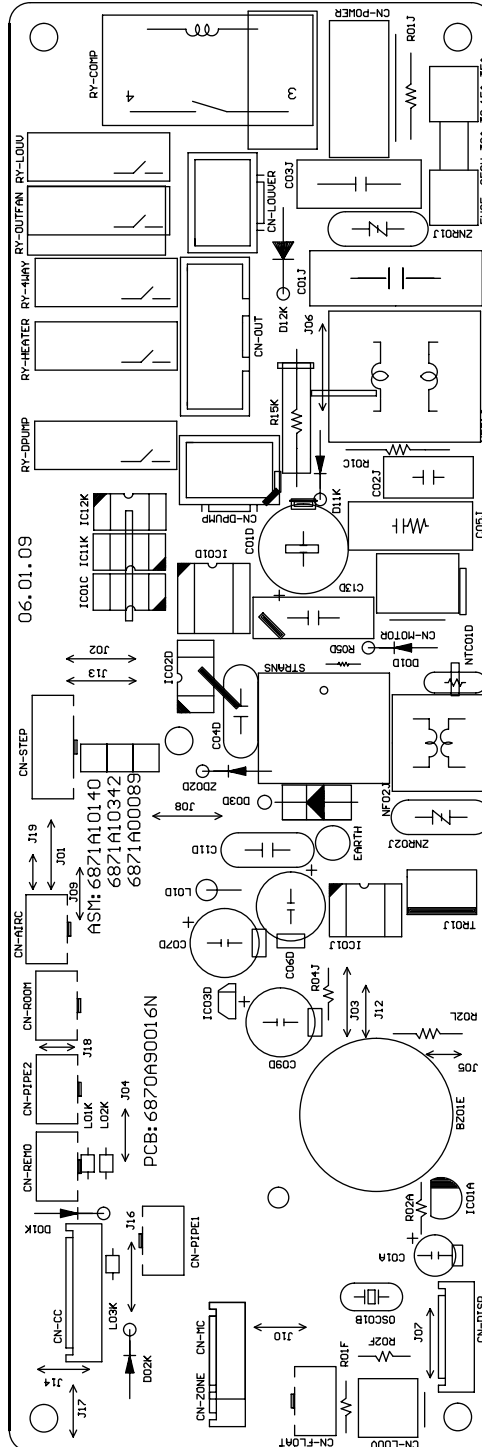 CN-POWER
R01J
RY-COMP
4
3
RY-LOUV
C03J
CN-LOUVER
RY-OUTFAN
ZNR01J
RY-4WAY
C01J
D12K
CN-OUT
J06
RY-HEATER
R15K
R01C
RY-DPUMP
C02J
D11K
CN-DPUMP
C01D
C05J
IC12K
IC11K
IC01C
IC01D
06.01.09
C13D
CN-MOTOR
R05D
D01D
NTC01D
J02
J13
IC02D
STRANS
C04D
CN-STEP
ZD02D
D03D
NF02J
J08
ZNR02J
J19
J01
J09
ASM:6871A10140
6871A10342
6871A00089
C11D
EARTH
L01D
CN-AIRC
C07D
C06D
IC01J
TR01J
CN-ROOM
J18
IC03D
R04J
J03
J12
C09D
R02L
J05
CN-PIPE2
L01K
L02K
J04
PCB:6870A90016N
BZ01E
CN-REMO
D01K
R02A
IC01A
J16
CN-PIPE1
C01A
CN-CC
L03K
D02K
OSC01B
CN-DISP
J07
J14
J17
CN-MC
CN-ZONE
J10
R02F
R01F
CN-FLOAT
CN-LOUV